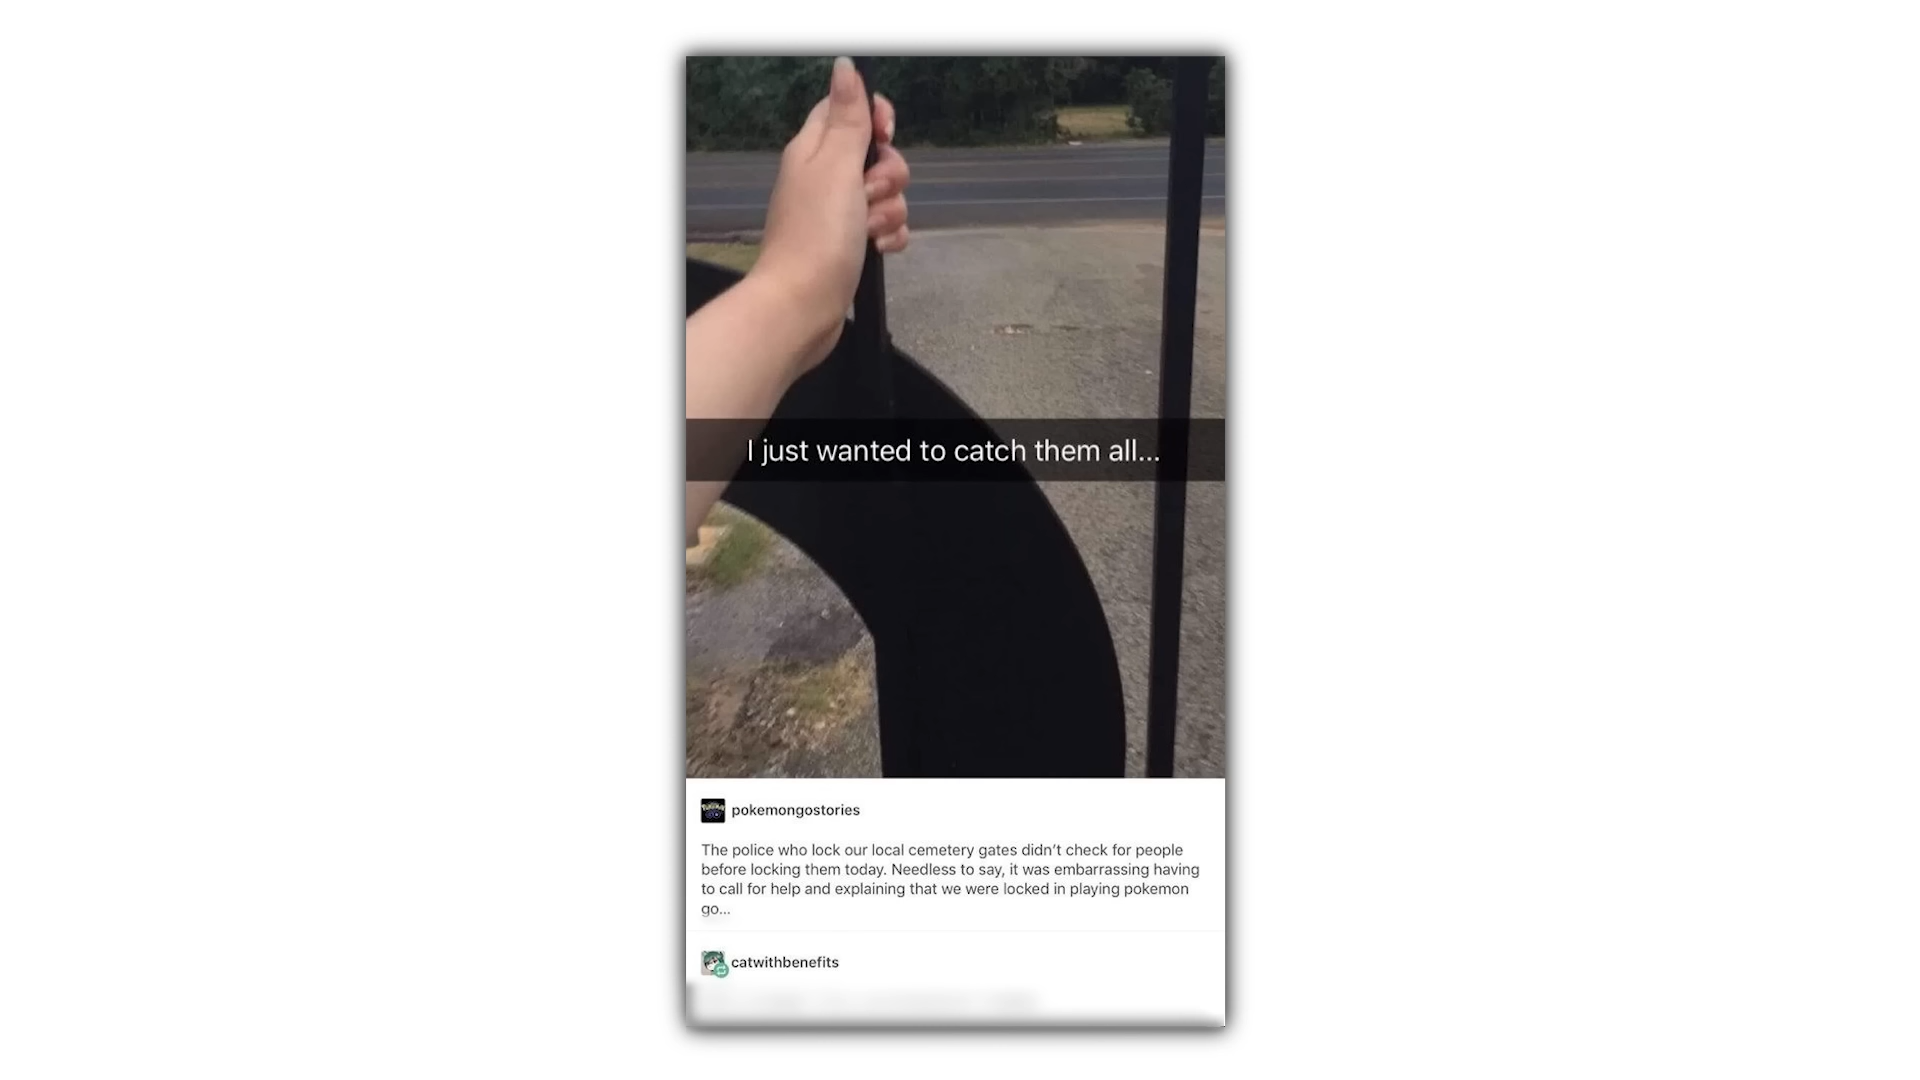 I just wanted to catch them all...
pokemongostories
The police who lock our local cemetery gates didn’t check for people
before locking them today. Needless to say, it was embarrassing having
to call for help and explaining that we were locked in playing pokemon
go...
catwithbenefits